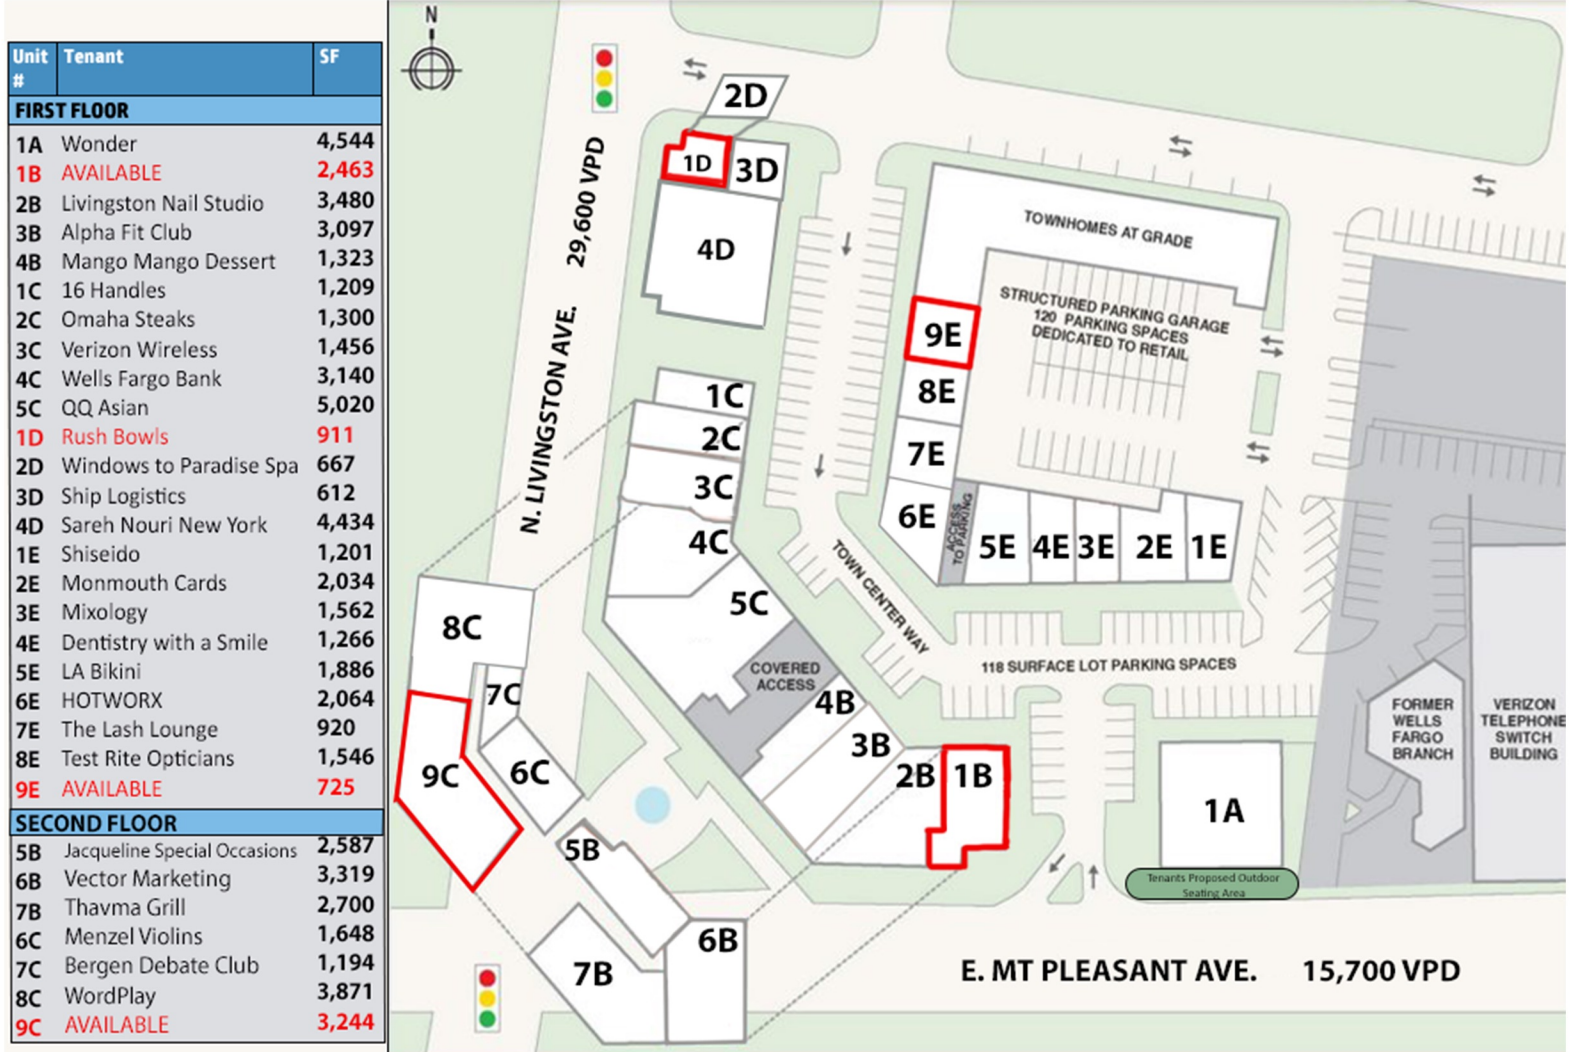 Unit # Tenant SF
FIRST FLOOR
1A Wonder 4,544
1B AVAILABLE 2,463
2B Livingston Nail Studio 3,480
3B Alpha Fit Club 3,097
4B Mango Mango Dessert 1,323
1C 16 Handles 1,209
2C Omaha Steaks 1,300
3C Verizon Wireless 1,456
4C Wells Fargo Bank 3,140
5C QQ Asian 5,020
1D Rush Bowls 911
2D Windows to Paradise Spa 667
3D Ship Logistics 612
4D Sareh Nouri New York 4,434
1E Shiseido 1,201
2E Monmouth Cards 2,034
3E Mixology 1,562
4E Dentistry with a Smile 1,266
5E LA Bikini 1,886
6E HOTWORX 2,064
7E The Lash Lounge 920
8E Test Rite Opticians 1,546
9E AVAILABLE 725
SECOND FLOOR
5B Jacqueline Special Occasions 2,587
6B Vector Marketing 3,319
7B Thavma Grill 2,700
6C Menzel Violins 1,648
7C Bergen Debate Club 1,194
8C WordPlay 3,871
9C AVAILABLE 3,244
N
2D
1D
3D
4D
29,600 VPD
N. LIVINGSTON AVE.
TOWNHOMES AT GRADE
STRUCTURED PARKING GARAGE
120 PARKING SPACES
DEDICATED TO RETAIL
9E
8E
7E
6E
ACCESS
TO PARKING
5E
4E
3E
2E
1E
1C
2C
3C
4C
5C
TOWN CENTER WAY
118 SURFACE LOT PARKING SPACES
COVERED
ACCESS
8C
7C
9C
6C
4B
3B
2B
1B
1A
5B
6B
7B
FORMER
WELLS
FARGO
BRANCH
VERIZON
TELEPHONE
SWITCH
BUILDING
Tenants Proposed Outdoor
Seating Area
E. MT PLEASANT AVE. 15,700 VPD